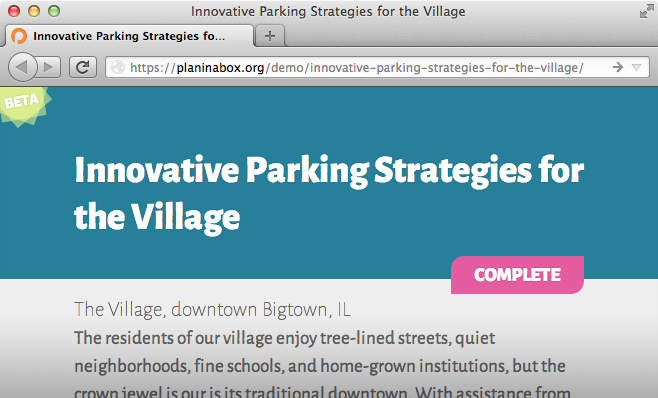 Innovative Parking Strategies for the Village
Innovative Parking Strategies fo...
https://planinabox.org/demo/innovative-parking-strategies-for-the-village/
BETA
Innovative Parking Strategies for
the Village
COMPLETE
The Village, downtown Bigtown, IL
The residents of our village enjoy tree-lined streets, quiet
neighborhoods, fine schools, and home-grown institutions, but the
crown jewel is our is its traditional downtown. With assistance from